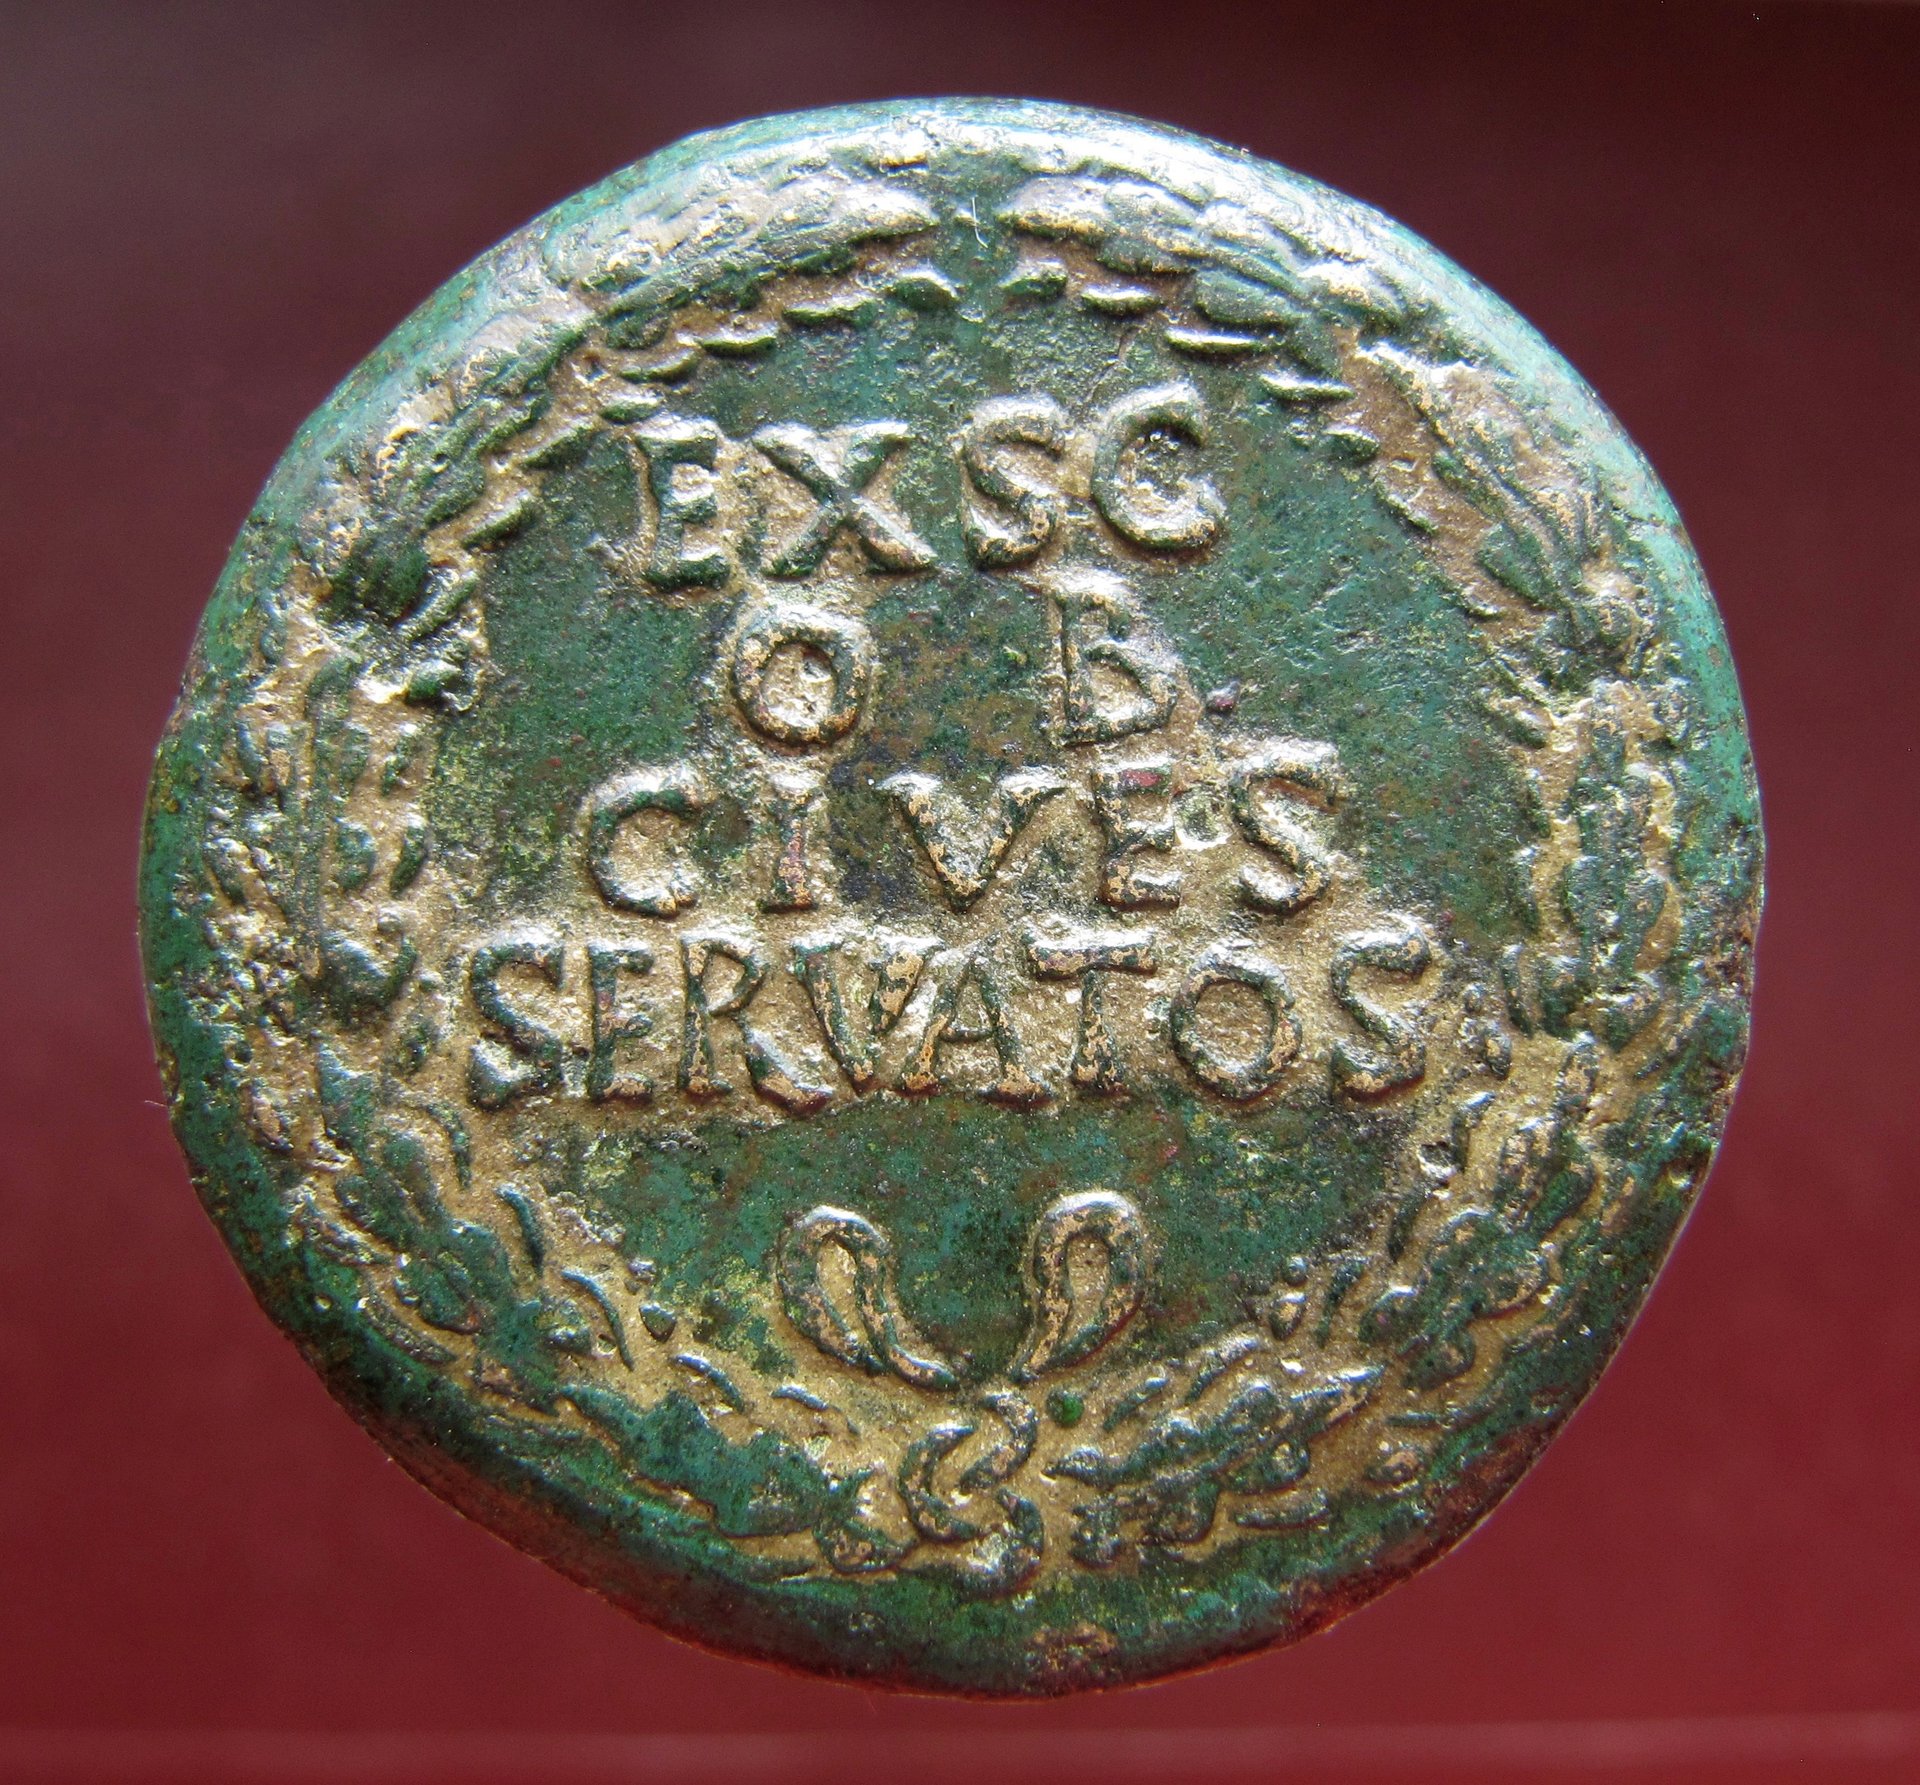 EX SC
OB
CIVES
SERVATOS